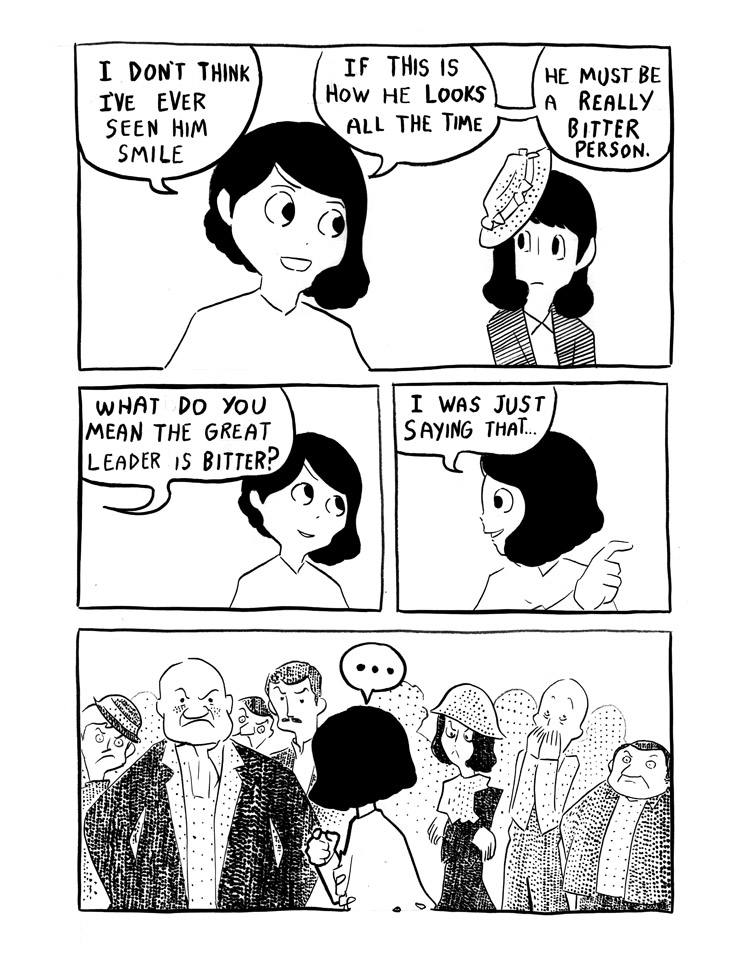 I DON'T THINK
I'VE EVER
SEEN HIM
SMILE
IF THIS IS
HOW HE LOOKS
ALL THE TIME
HE MUST BE
A REALLY
BITTER
PERSON.
WHAT DO YOU
MEAN THE GREAT
LEADER IS BITTER?
I WAS JUST
SAYING THAT...
...